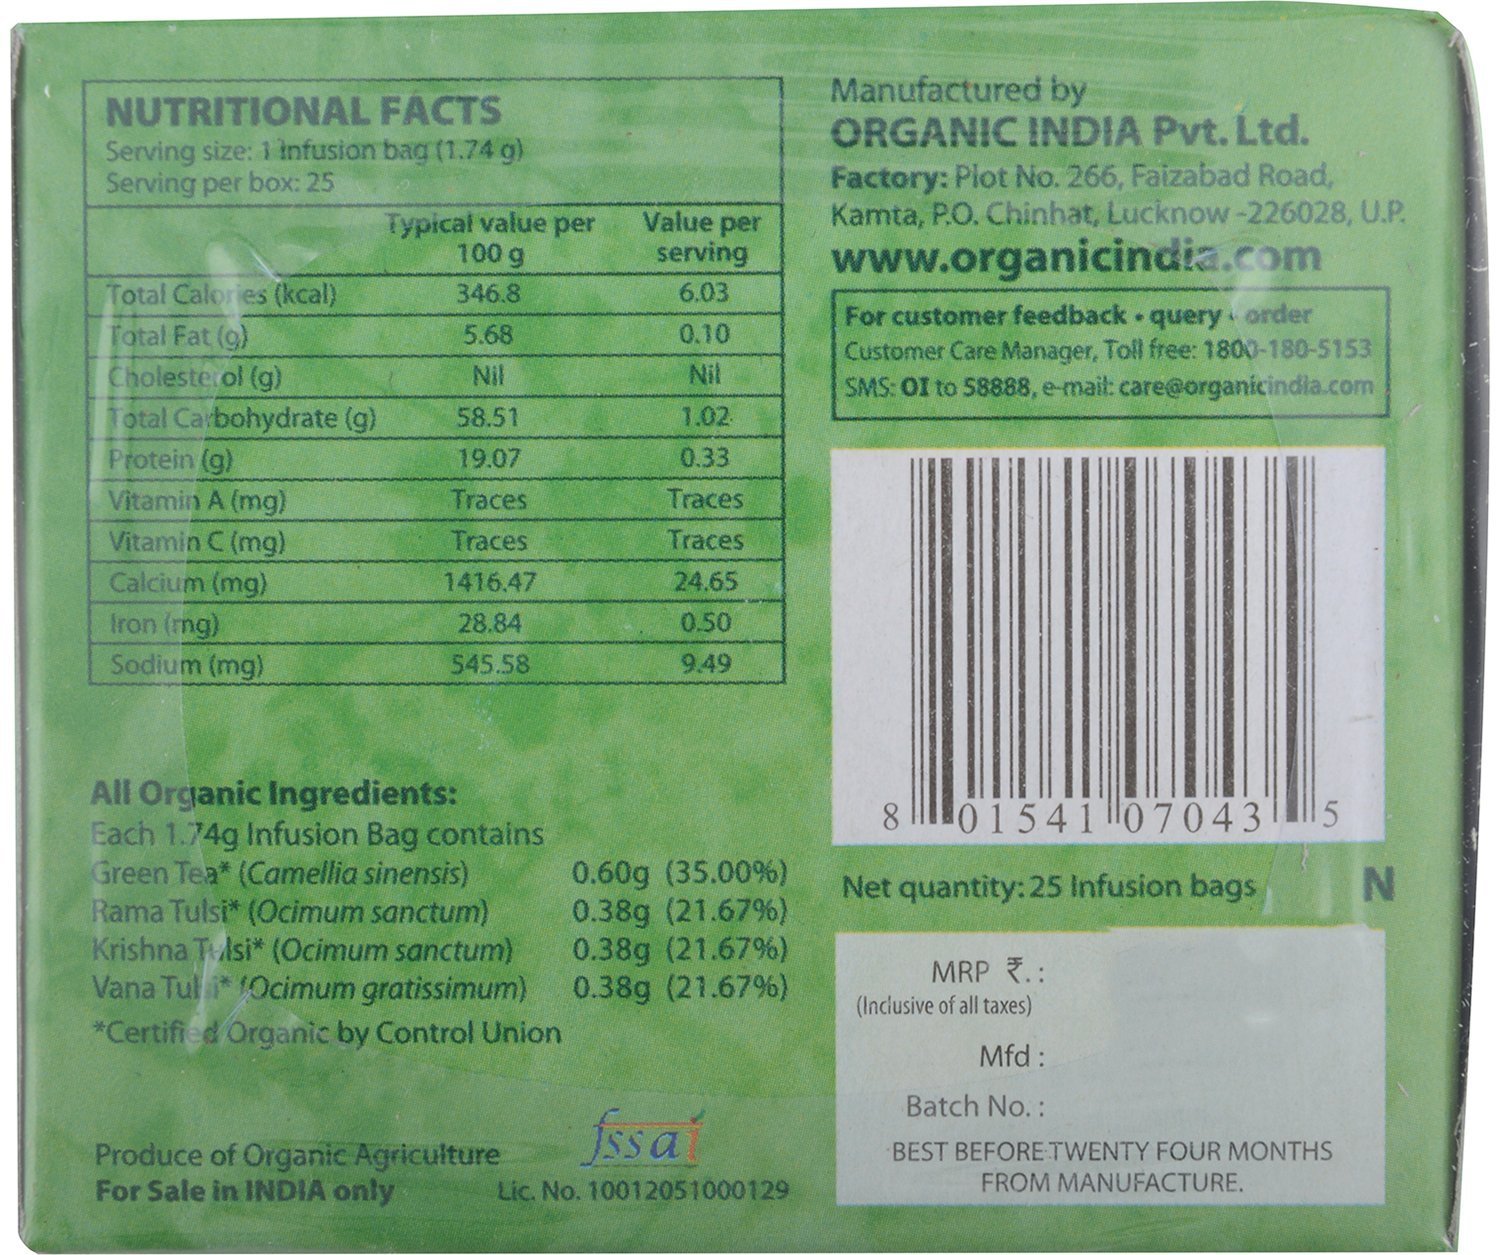 NUTRITIONAL FACTS
Serving size: 1 Infusion bag (1.74 g)
Serving per box: 25
Typical value per 100 g Value per serving
Total Calories (kcal) 346.8 6.03
Total Fat (g) 5.68 0.10
Cholesterol (g) Nil Nil
Total Carbohydrate (g) 58.51 1.02
Protein (g) 19.07 0.33
Vitamin A (mg) Traces Traces
Vitamin C (mg) Traces Traces
Calcium (mg) 1416.47 24.65
Iron (mg) 28.84 0.50
Sodium (mg) 545.58 9.49
All Organic Ingredients:
Each 1.74g Infusion Bag contains
Green Tea* (Camellia sinensis) 0.60g (35.00%)
Rama Tulsi* (Ocimum sanctum) 0.38g (21.67%)
Krishna Tulsi* (Ocimum sanctum) 0.38g (21.67%)
Vana Tulsi* (Ocimum gratissimum) 0.38g (21.67%)
*Certified Organic by Control Union
Produce of Organic Agriculture
For Sale in INDIA only
fssai
Lic. No. 10012051000129
Manufactured by
ORGANIC INDIA Pvt. Ltd.
Factory: Plot No. 266, Faizabad Road,
Kamta, P.O. Chinhat, Lucknow -226028, U.P.
www.organicindia.com
For customer feedback • query • order
Customer Care Manager, Toll free: 1800-180-5153
SMS: OI to 58888, e-mail: care@organicindia.com
8 01541 07043 5
Net quantity: 25 Infusion bags N
MRP ₹. :
(Inclusive of all taxes)
Mfd :
Batch No. :
BEST BEFORE TWENTY FOUR MONTHS
FROM MANUFACTURE.